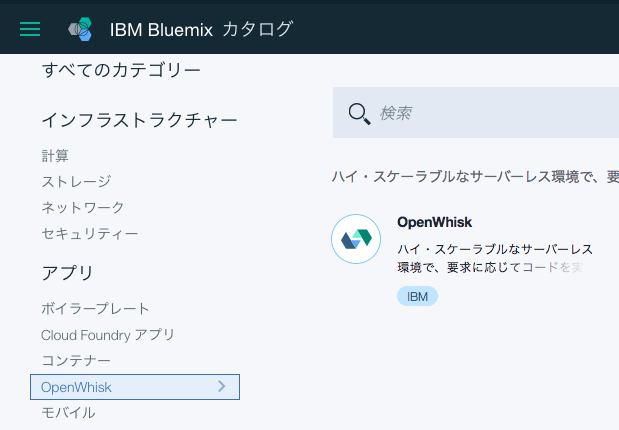 IBM Bluemix カタログ
すべてのカテゴリー
インフラストラクチャー
計算
ストレージ
ネットワーク
セキュリティー
アプリ
ボイラープレート
Cloud Foundry アプリ
コンテナー
OpenWhisk
モバイル
検索
ハイ・スケーラブルなサーバーレス環境で、要
OpenWhisk
ハイ・スケーラブルなサーバーレス
環境で、要求に応じてコードを実
IBM